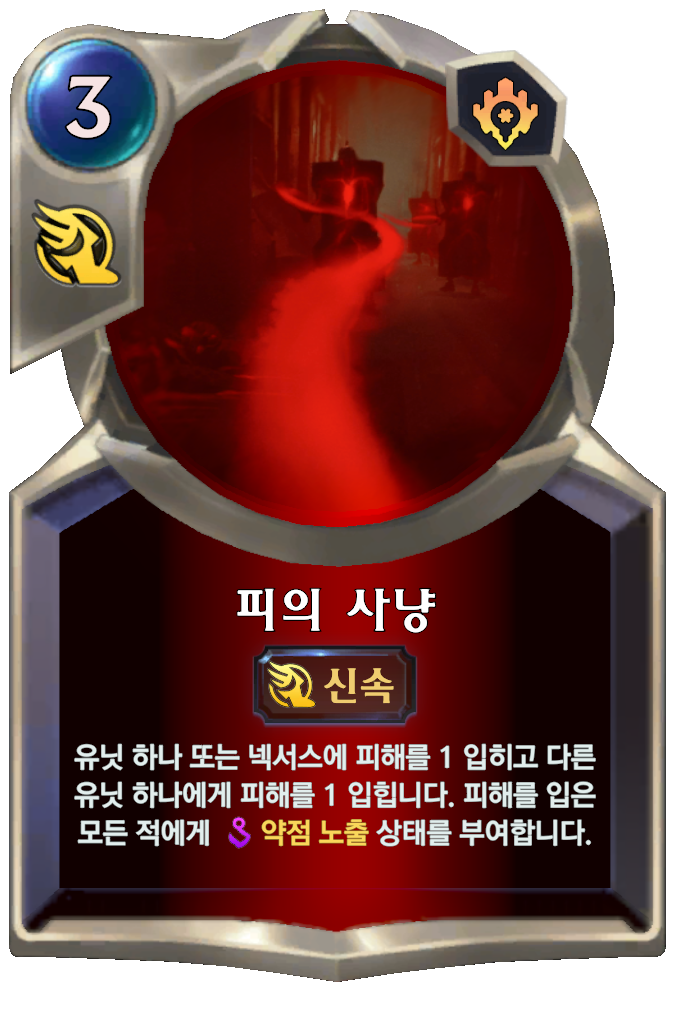 3
피의 사냥
신속
유닛 하나 또는 넥서스에 피해를 1 입히고 다른
유닛 하나에게 피해를 1 입힙니다. 피해를 입은
모든 적에게 약점 노출 상태를 부여합니다.